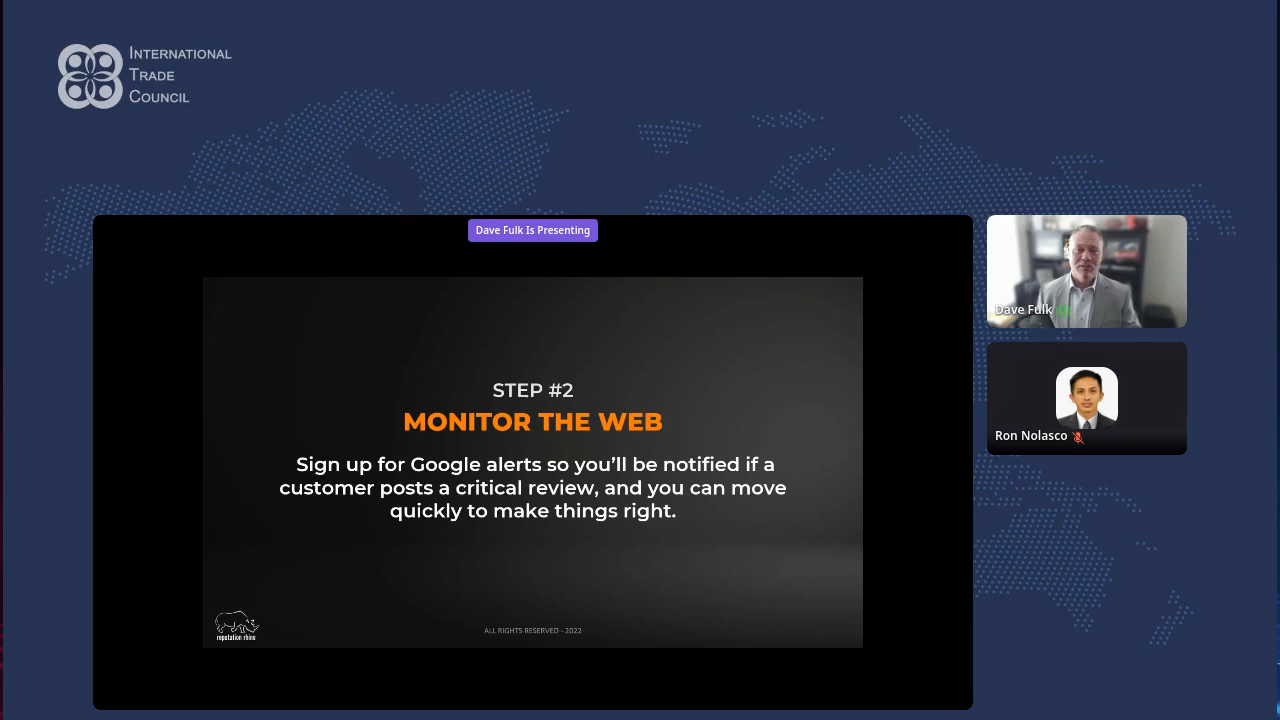 INTERNATIONAL
TRADE
COUNCIL
Dave Fulk Is Presenting
STEP #2
MONITOR THE WEB
Sign up for Google alerts so you’ll be notified if a
customer posts a critical review, and you can move
quickly to make things right.
reputation rhino
ALL RIGHTS RESERVED - 2022
Dave Fulk
Ron Nolasco